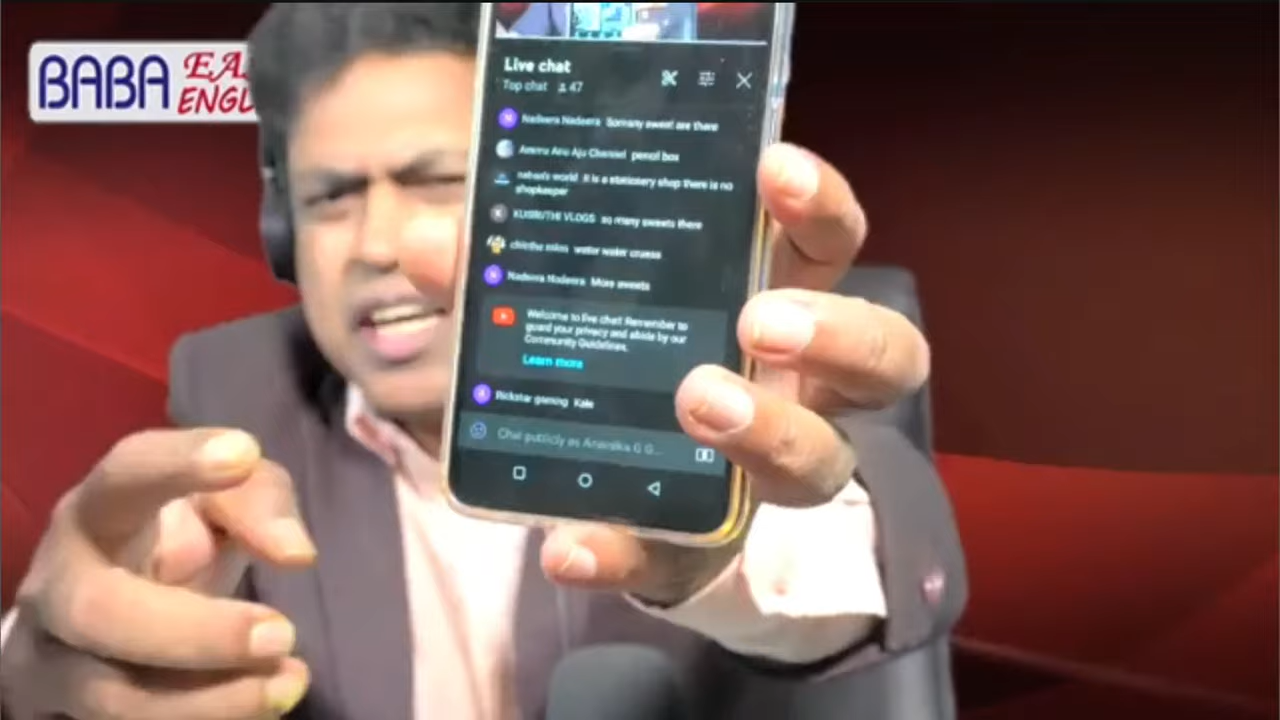 BABA EA
ENGL
Live chat
Top chat 47
Nadeera Nadeera Somany sweet are there
Ammu Anu Aju Channel pencil box
world it is a stationery shop there is no
shopkeeper
VLOGS so many sweets there
water water
Nadeera Nadeera More sweets
Welcome to live chat! Remember to
guard your privacy and abide by our
Community Guidelines.
Learn more
Rickstar gaming Kale
Chat publicly as G G...